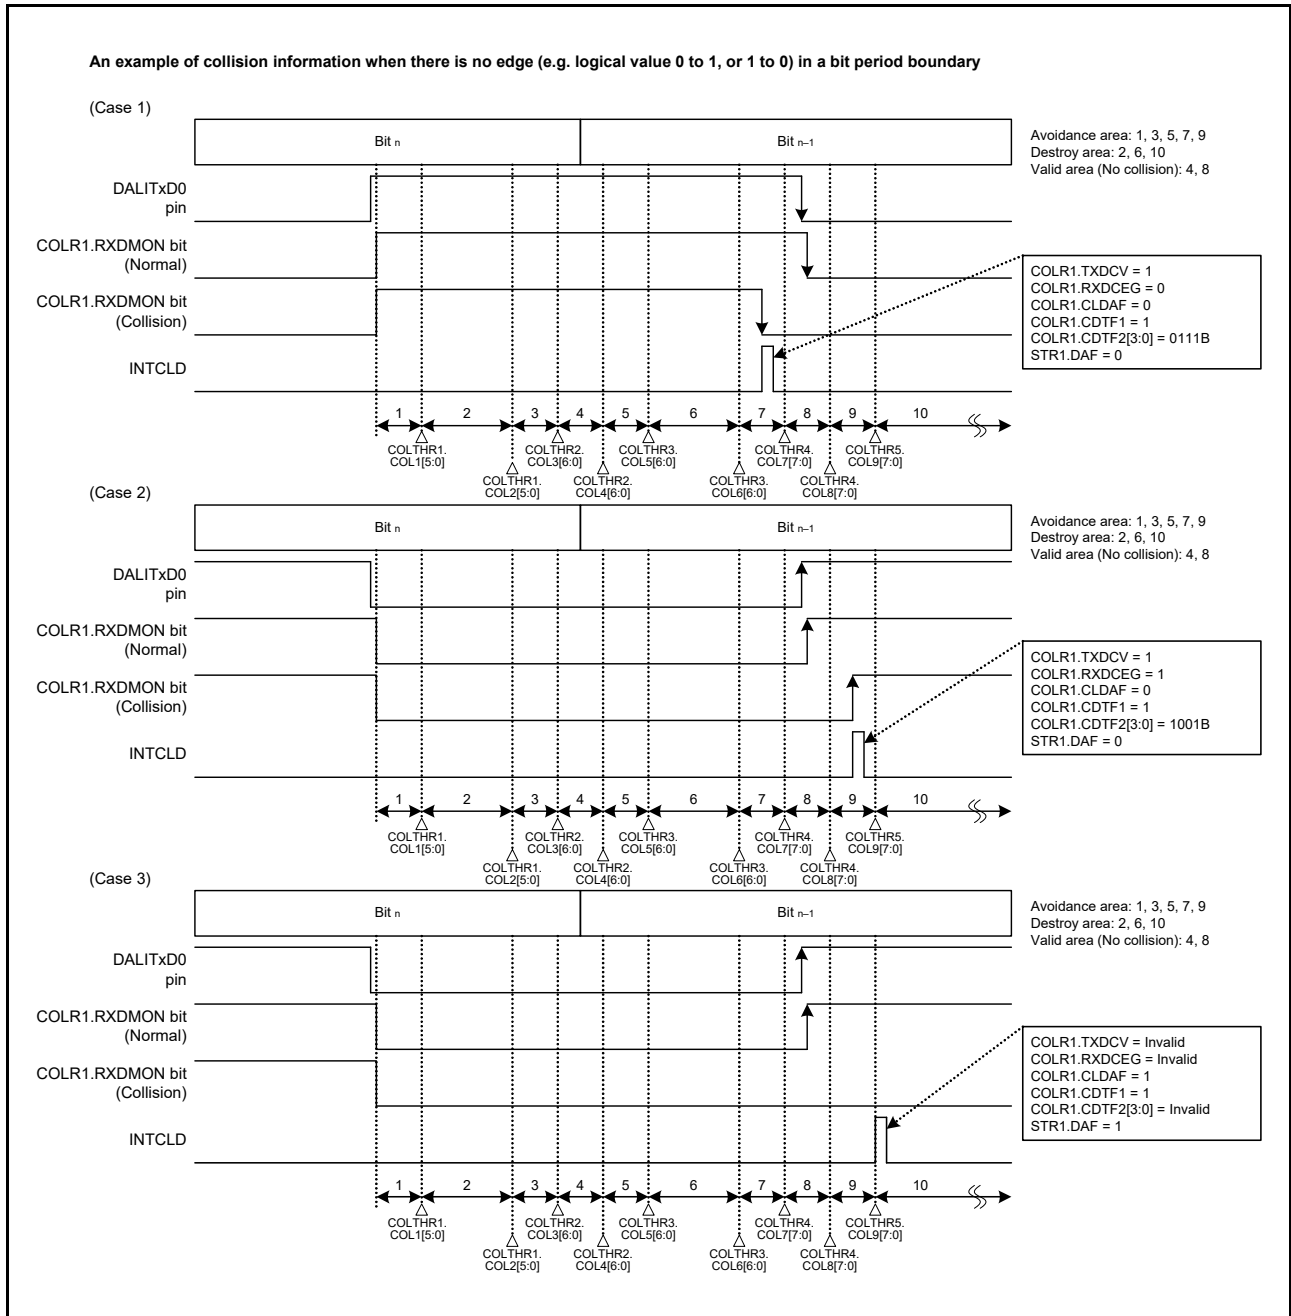 An example of collision information when there is no edge (e.g. logical value 0 to 1, or 1 to 0) in a bit period boundary
(Case 1)
Bit n
Bit n–1
Avoidance area: 1, 3, 5, 7, 9
Destroy area: 2, 6, 10
Valid area (No collision): 4, 8
DALITxD0
pin
COLR1.RXDMON bit
(Normal)
COLR1.RXDMON bit
(Collision)
INTCLD
COLR1.TXDCV = 1
COLR1.RXDCEG = 0
COLR1.CLDAF = 0
COLR1.CDTF1 = 1
COLR1.CDTF2[3:0] = 0111B
STR1.DAF = 0
1 2 3 4 5 6 7 8 9 10
COLTHR1. COLTHR2. COLTHR3. COLTHR4. COLTHR5.
COL1[5:0] COL3[6:0] COL5[6:0] COL7[7:0] COL9[7:0]
COLTHR1. COLTHR2. COLTHR3. COLTHR4.
COL2[5:0] COL4[6:0] COL6[6:0] COL8[7:0]
(Case 2)
Bit n
Bit n–1
Avoidance area: 1, 3, 5, 7, 9
Destroy area: 2, 6, 10
Valid area (No collision): 4, 8
DALITxD0
pin
COLR1.RXDMON bit
(Normal)
COLR1.RXDMON bit
(Collision)
INTCLD
COLR1.TXDCV = 1
COLR1.RXDCEG = 1
COLR1.CLDAF = 0
COLR1.CDTF1 = 1
COLR1.CDTF2[3:0] = 1001B
STR1.DAF = 0
1 2 3 4 5 6 7 8 9 10
COLTHR1. COLTHR2. COLTHR3. COLTHR4. COLTHR5.
COL1[5:0] COL3[6:0] COL5[6:0] COL7[7:0] COL9[7:0]
COLTHR1. COLTHR2. COLTHR3. COLTHR4.
COL2[5:0] COL4[6:0] COL6[6:0] COL8[7:0]
(Case 3)
Bit n
Bit n–1
Avoidance area: 1, 3, 5, 7, 9
Destroy area: 2, 6, 10
Valid area (No collision): 4, 8
DALITxD0
pin
COLR1.RXDMON bit
(Normal)
COLR1.RXDMON bit
(Collision)
INTCLD
COLR1.TXDCV = Invalid
COLR1.RXDCEG = Invalid
COLR1.CLDAF = 1
COLR1.CDTF1 = 1
COLR1.CDTF2[3:0] = Invalid
STR1.DAF = 1
1 2 3 4 5 6 7 8 9 10
COLTHR1. COLTHR2. COLTHR3. COLTHR4. COLTHR5.
COL1[5:0] COL3[6:0] COL5[6:0] COL7[7:0] COL9[7:0]
COLTHR1. COLTHR2. COLTHR3. COLTHR4.
COL2[5:0] COL4[6:0] COL6[6:0] COL8[7:0]